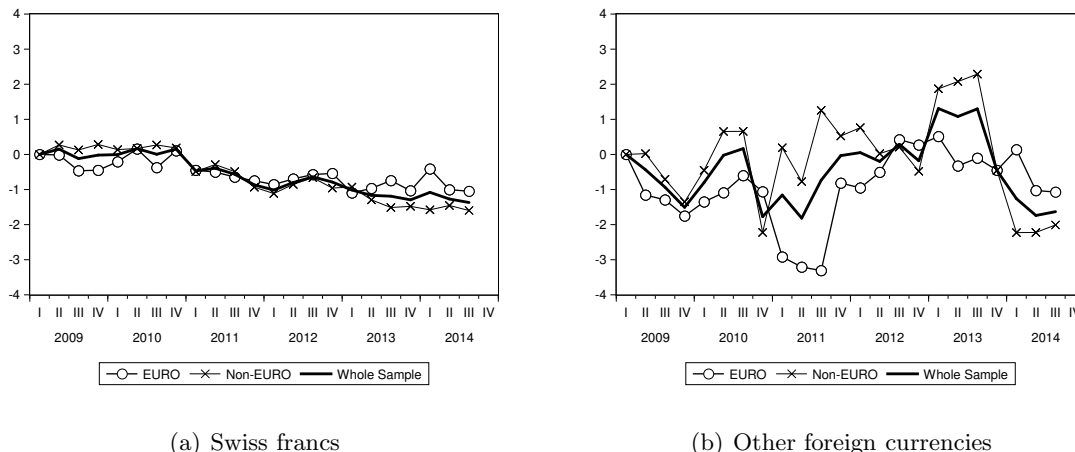 4
3
2
1
0
-1
-2
-3
-4
I II III IV I II III IV I II III IV I II III IV I II III IV I II III IV
2009 2010 2011 2012 2013 2014
EURO Non-EURO Whole Sample
(a) Swiss francs
4
3
2
1
0
-1
-2
-3
-4
I II III IV I II III IV I II III IV I II III IV I II III IV I II III IV
2009 2010 2011 2012 2013 2014
EURO Non-EURO Whole Sample
(b) Other foreign currencies